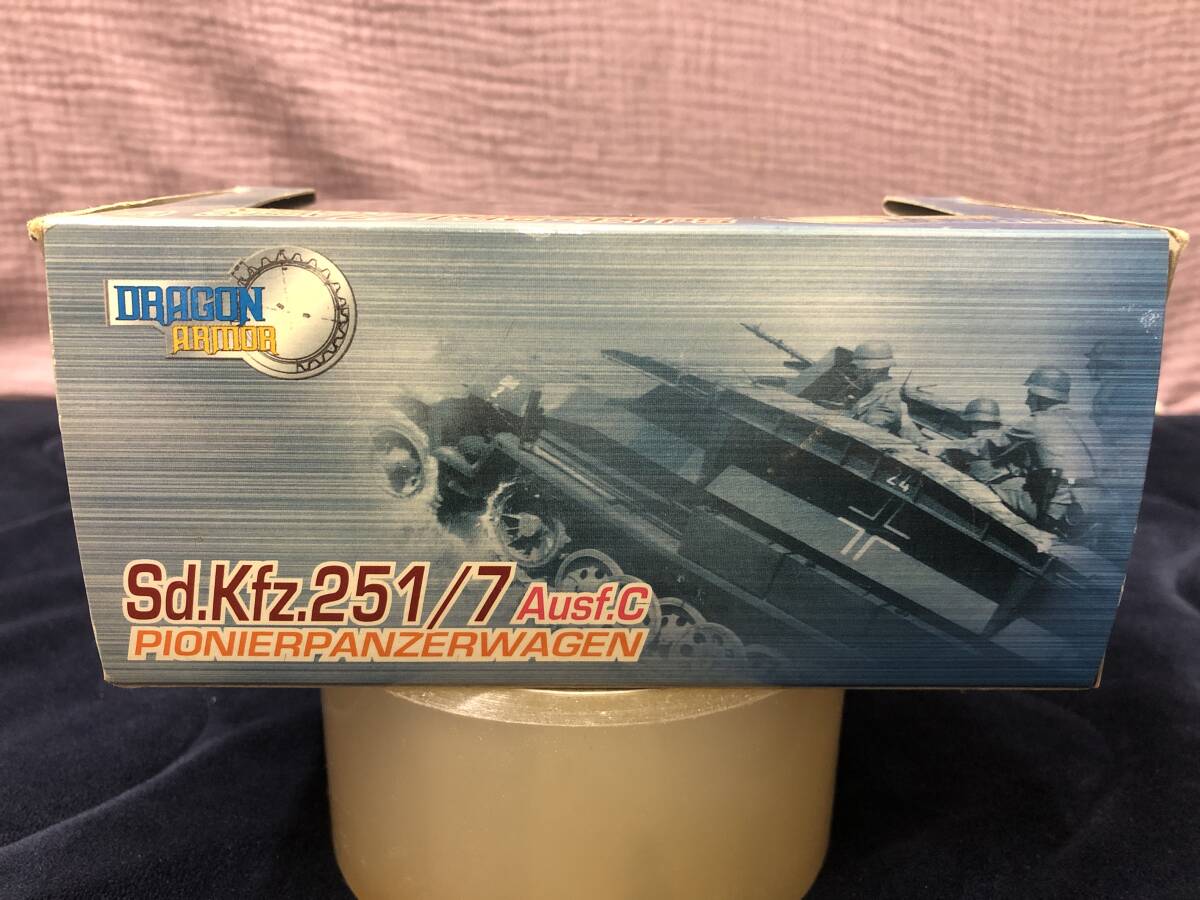 DRAGON
ARMOR
Sd.Kfz.251/7 Ausf.C
PIONIERPANZERWAGEN